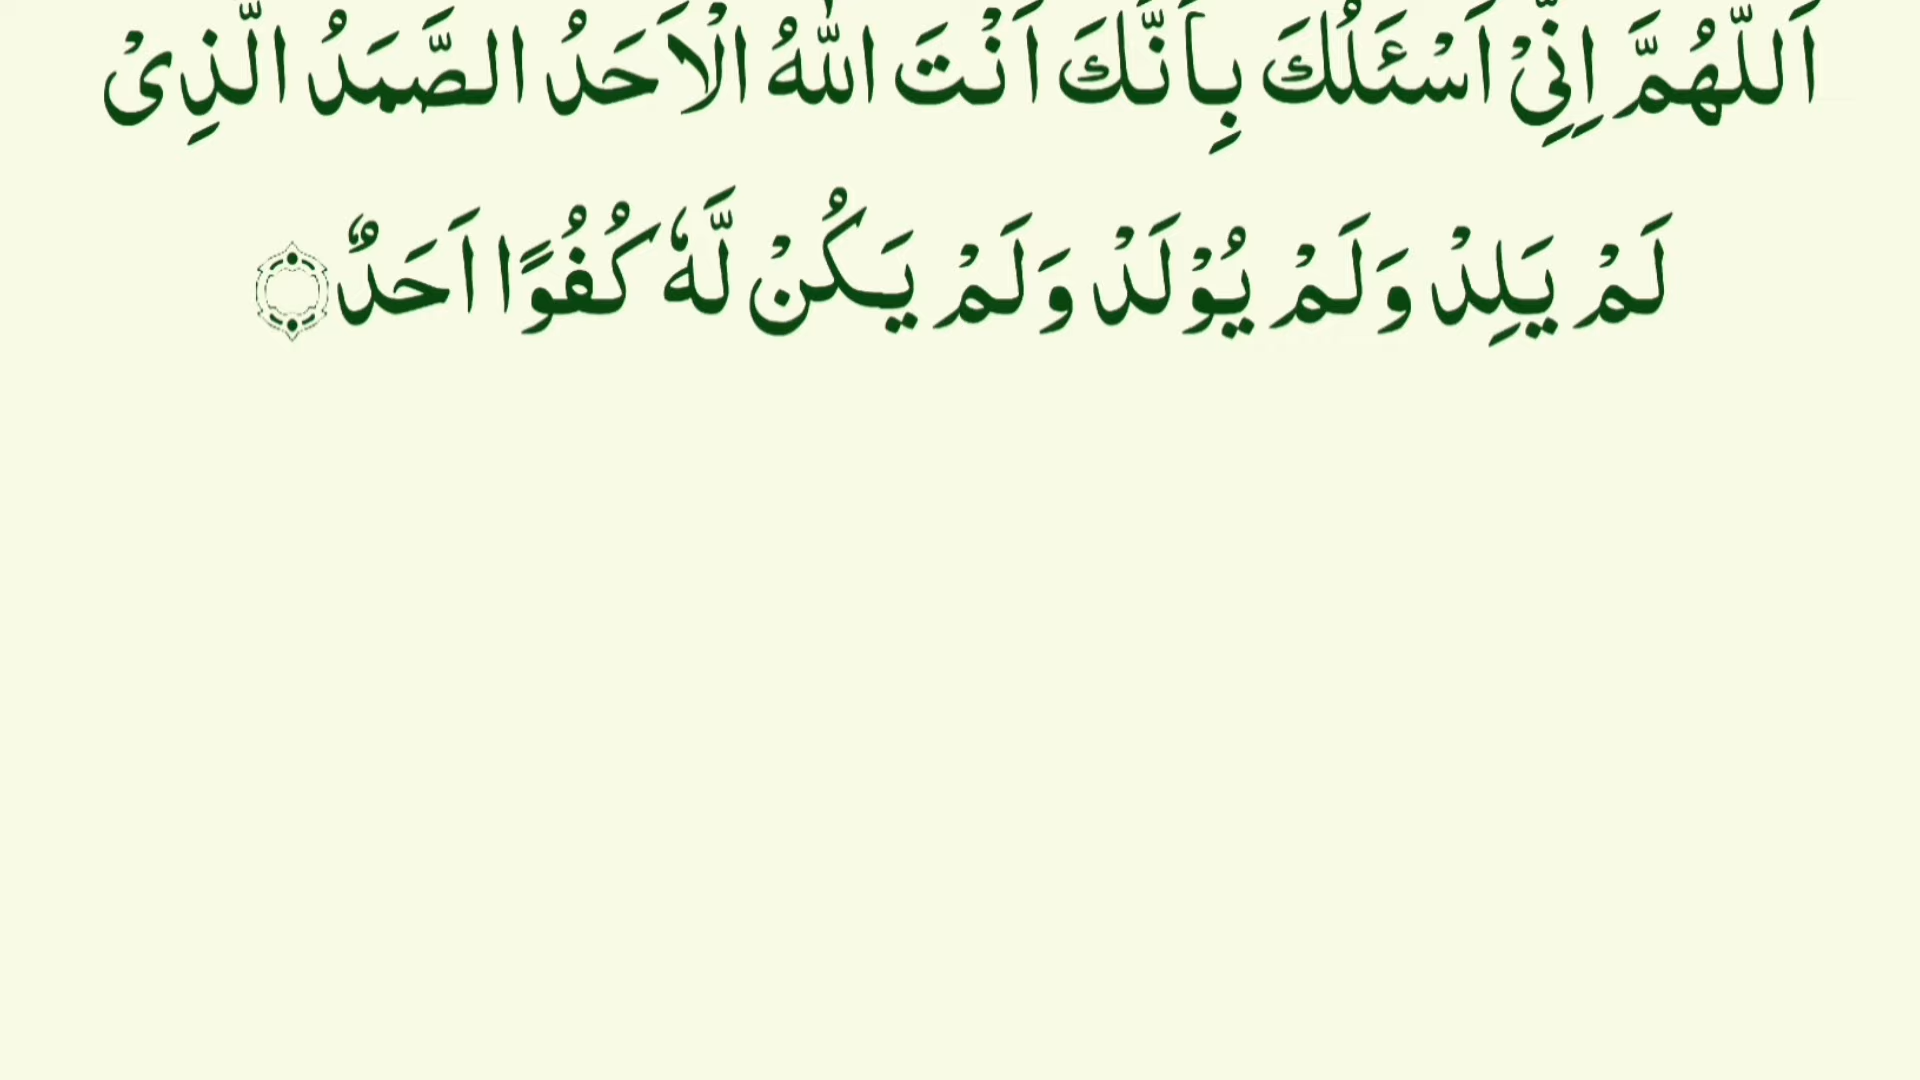 اَللّٰهُمَّ اِنِّىْ اَسْئَلُكَ بِاَنَّكَ اَنْتَ اللّٰهُ الْاَحَدُ الصَّمَدُ الَّذِىْ
لَمْ يَلِدْ وَلَمْ يُوْلَدْ وَلَمْ يَكُنْ لَّهٗ كُفُوًا اَحَدٌ ۝